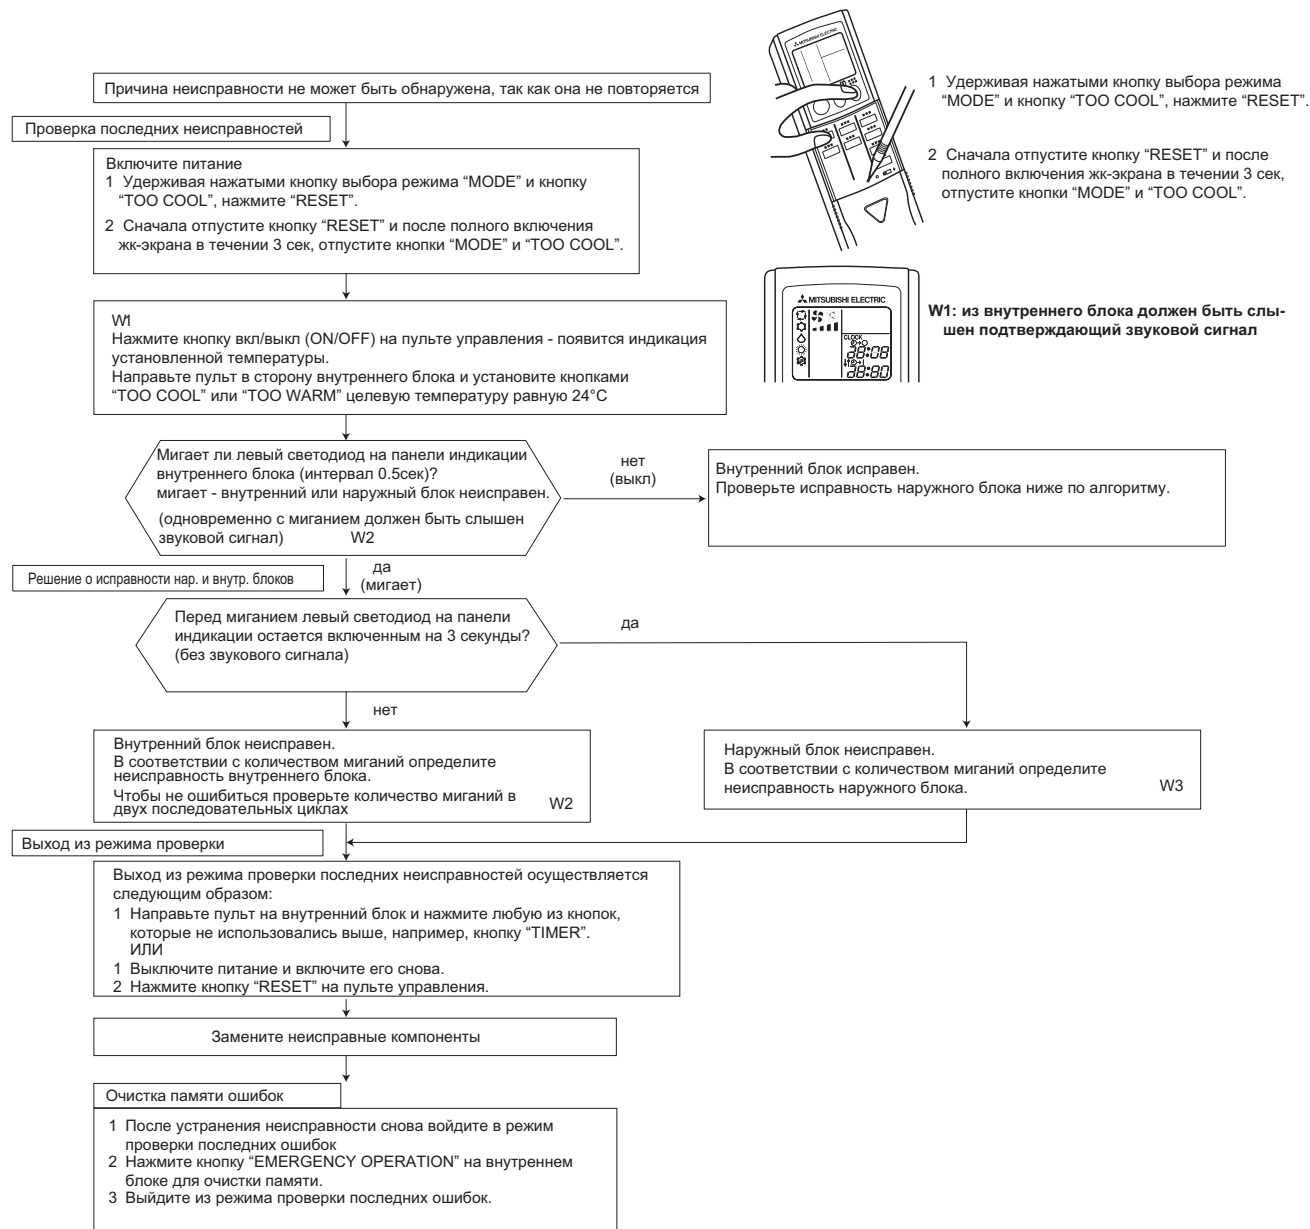 Причина неисправности не может быть обнаружена, так как она не повторяется
Проверка последних неисправностей
Включите питание
1 Удерживая нажатыми кнопку выбора режима “MODE” и кнопку
“TOO COOL”, нажмите “RESET”.
2 Сначала отпустите кнопку “RESET” и после полного включения
жк-экрана в течении 3 сек, отпустите кнопки “MODE” и “TOO COOL”.
MITSUBISHI ELECTRIC
1 Удерживая нажатыми кнопку выбора режима
“MODE” и кнопку “TOO COOL”, нажмите “RESET”.
2 Сначала отпустите кнопку “RESET” и после
полного включения жк-экрана в течении 3 сек,
отпустите кнопки “MODE” и “TOO COOL”.
MITSUBISHI ELECTRIC
CLOCK
88:08
88:80
W1: из внутреннего блока должен быть слы-
шен подтверждающий звуковой сигнал
W1
Нажмите кнопку вкл/выкл (ON/OFF) на пульте управления - появится индикация
установленной температуры.
Направьте пульт в сторону внутреннего блока и установите кнопками
“TOO COOL” или “TOO WARM” целевую температуру равную 24°C
Мигает ли левый светодиод на панели индикации
внутреннего блока (интервал 0.5сек)?
мигает - внутренний или наружный блок неисправен.
(одновременно с миганием должен быть слышен
звуковой сигнал) W2
нет
(выкл)
Внутренний блок исправен.
Проверьте исправность наружного блока ниже по алгоритму.
да
(мигает)
Решение о исправности нар. и внутр. блоков
Перед миганием левый светодиод на панели
индикации остается включенным на 3 секунды?
(без звукового сигнала)
да
нет
Внутренний блок неисправен.
В соответствии с количеством миганий определите
неисправность внутреннего блока.
Чтобы не ошибиться проверьте количество миганий в
двух последовательных циклах W2
Наружный блок неисправен.
В соответствии с количеством миганий определите
неисправность наружного блока. W3
Выход из режима проверки
Выход из режима проверки последних неисправностей осуществляется
следующим образом:
1 Направьте пульт на внутренний блок и нажмите любую из кнопок,
которые не использовались выше, например, кнопку “TIMER”.
ИЛИ
1 Выключите питание и включите его снова.
2 Нажмите кнопку “RESET” на пульте управления.
Замените неисправные компоненты
Очистка памяти ошибок
1 После устранения неисправности снова войдите в режим
проверки последних ошибок
2 Нажмите кнопку “EMERGENCY OPERATION” на внутреннем
блоке для очистки памяти.
3 Выйдите из режима проверки последних ошибок.